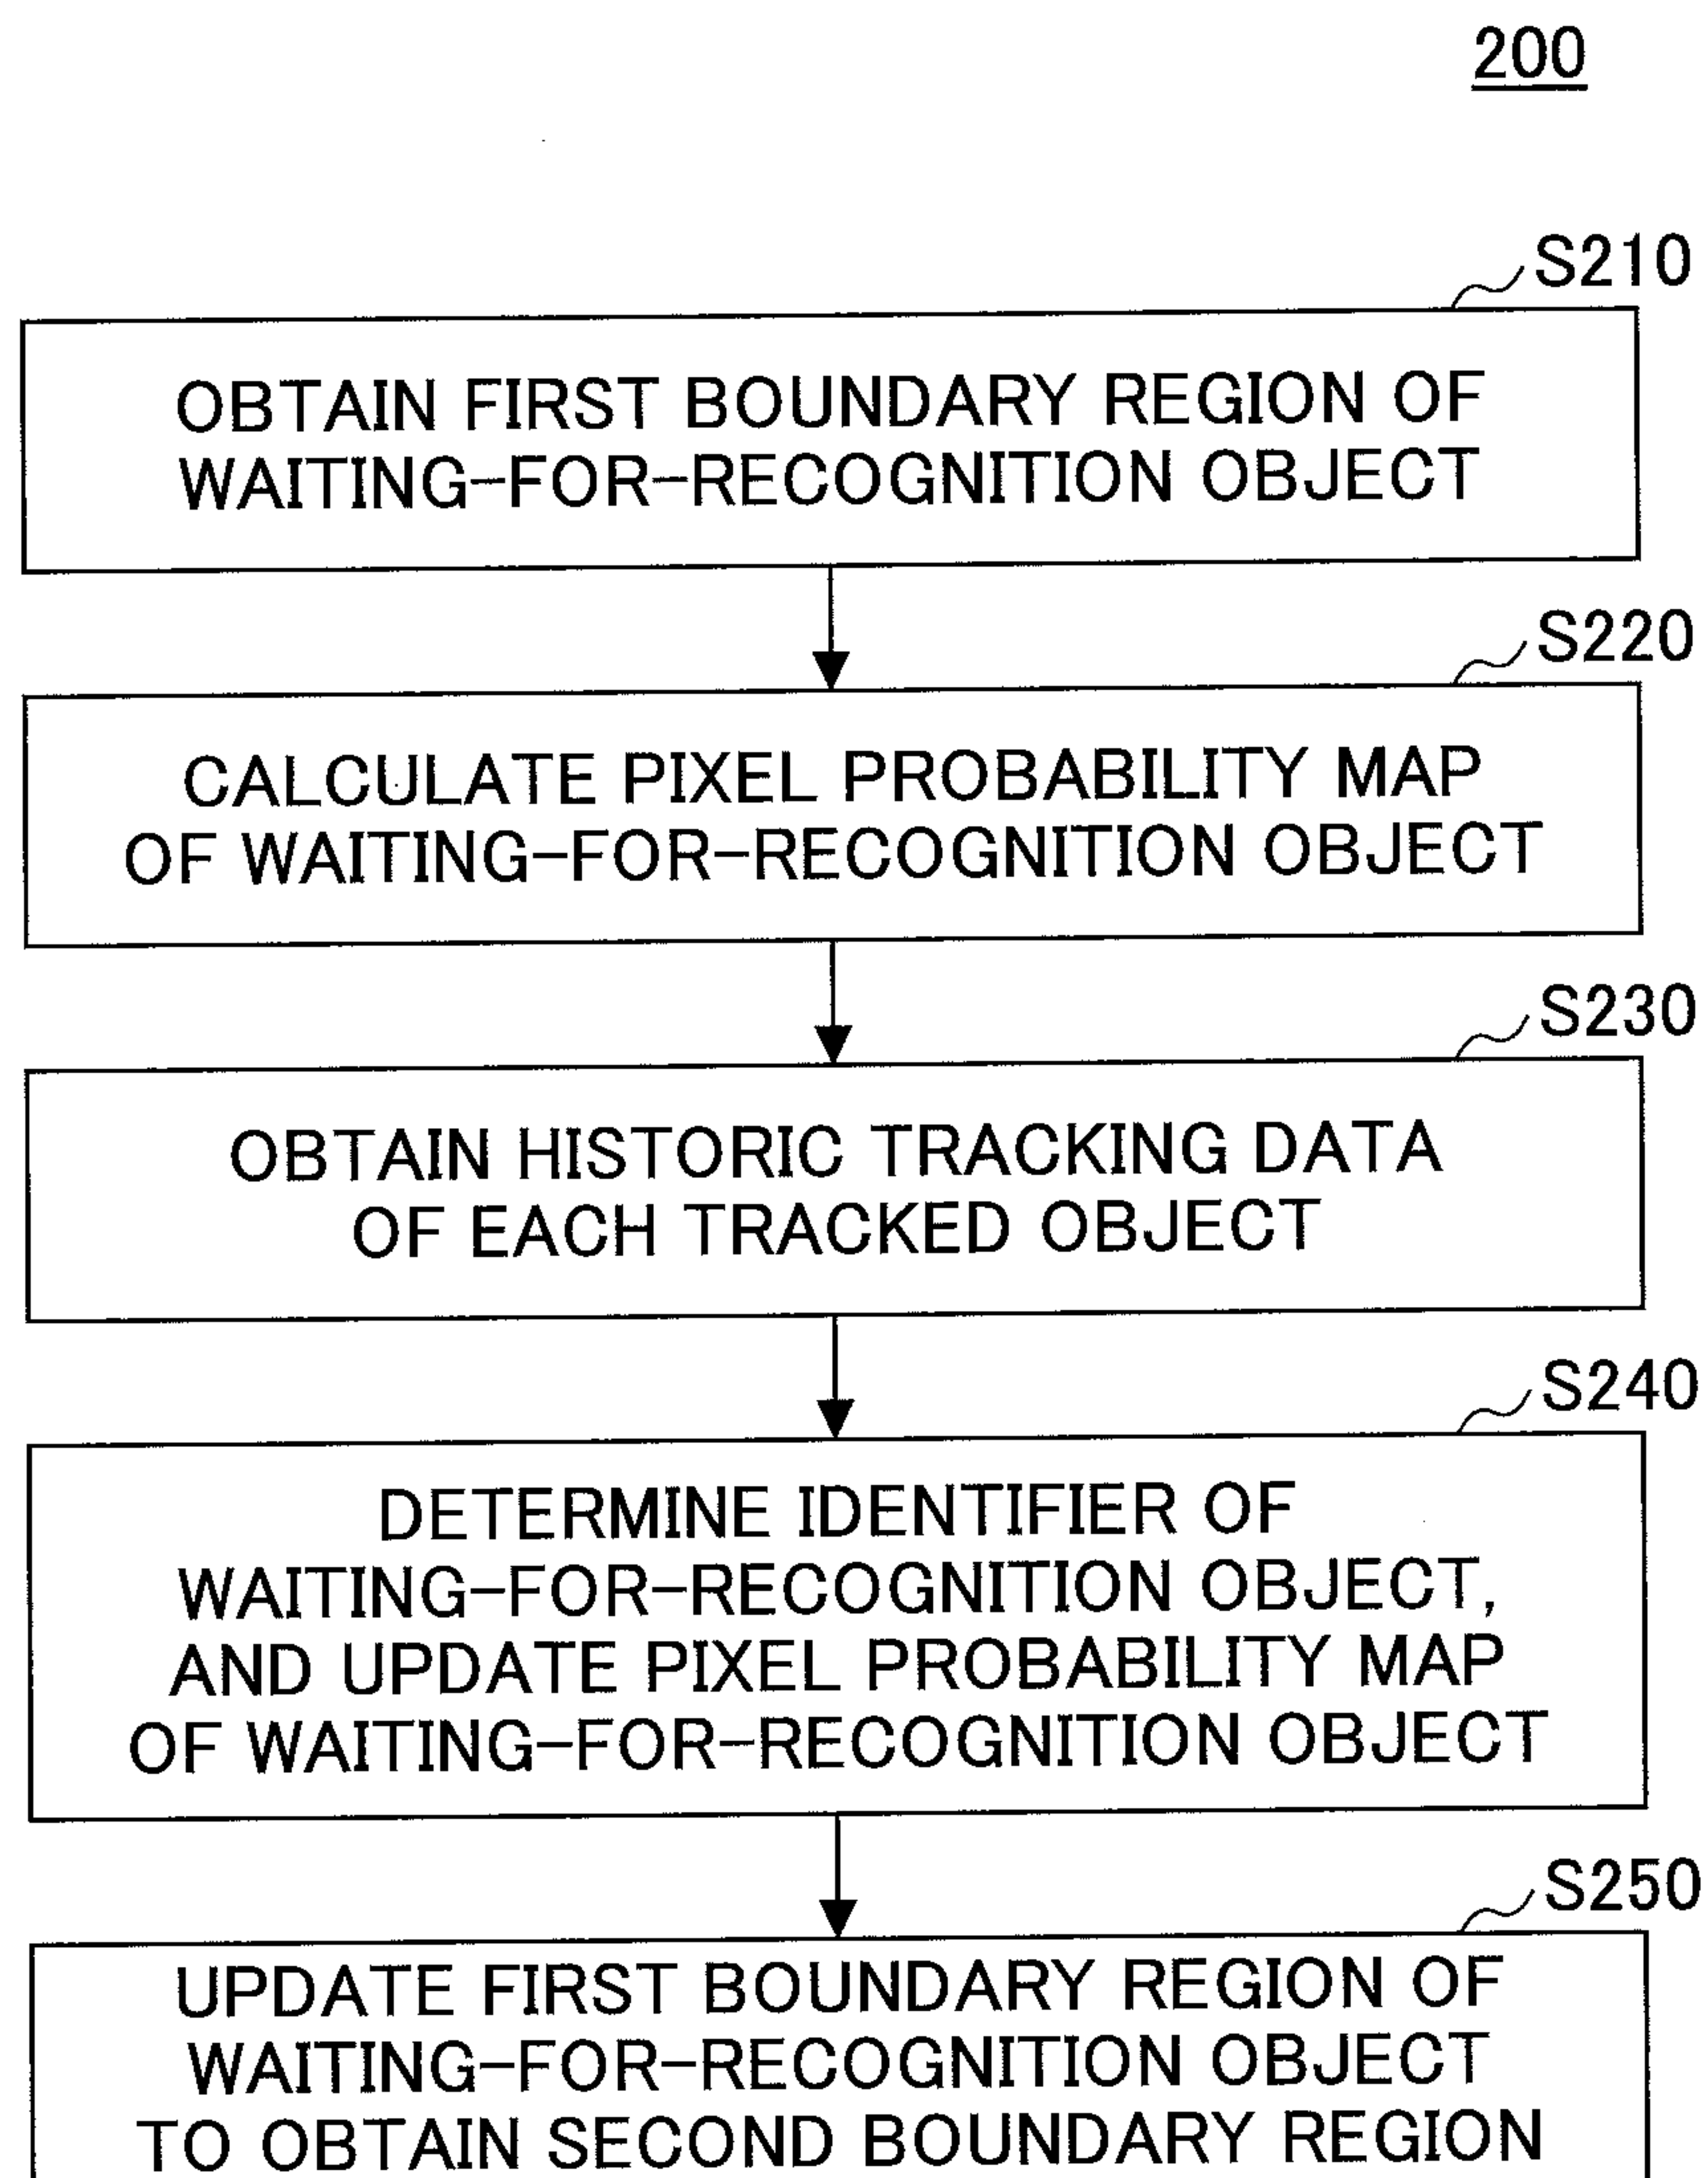 200
S210
OBTAIN FIRST BOUNDARY REGION OF
WAITING-FOR-RECOGNITION OBJECT
S220
CALCULATE PIXEL PROBABILITY MAP
OF WAITING-FOR-RECOGNITION OBJECT
S230
OBTAIN HISTORIC TRACKING DATA
OF EACH TRACKED OBJECT
S240
DETERMINE IDENTIFIER OF
WAITING-FOR-RECOGNITION OBJECT,
AND UPDATE PIXEL PROBABILITY MAP
OF WAITING-FOR-RECOGNITION OBJECT
S250
UPDATE FIRST BOUNDARY REGION OF
WAITING-FOR-RECOGNITION OBJECT
TO OBTAIN SECOND BOUNDARY REGION